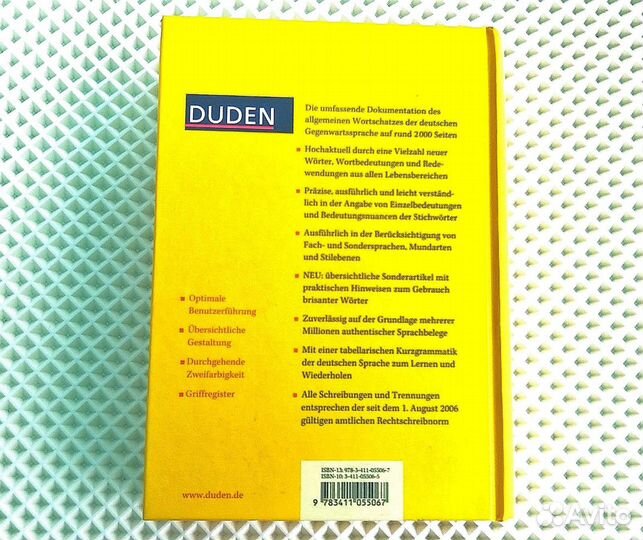 DUDEN
Die umfassende Dokumentation des
allgemeinen Wortschatzes der deutschen
Gegenwartssprache auf rund 2000 Seiten
Hochaktuell durch eine Vielzahl neuer
Wörter, Wortbedeutungen und Rede-
wendungen aus allen Lebensbereichen
Präzise, ausführlich und leicht verständ-
lich in der Angabe von Einzelbedeutungen
und Bedeutungsnuancen der Stichwörter
Ausführlich in der Berücksichtigung von
Fach- und Sondersprachen, Mundarten
und Stilebenen
NEU: übersichtliche Sonderartikel mit
praktischen Hinweisen zum Gebrauch
brisanter Wörter
Zuverlässig auf der Grundlage mehrerer
Millionen authentischer Sprachbelege
Mit einer tabellarischen Kurzgrammatik
der deutschen Sprache zum Lernen und
Wiederholen
Alle Schreibungen und Trennungen
entsprechen der seit dem 1. August 2006
gültigen amtlichen Rechtschreibnorm
Optimale
Benutzerführung
Übersichtliche
Gestaltung
Durchgehende
Zweifarbigkeit
Griffregister
www.duden.de
ISBN-13: 978-3-411-05506-7
ISBN-10: 3-411-05506-5
9 783411 055067
Avito